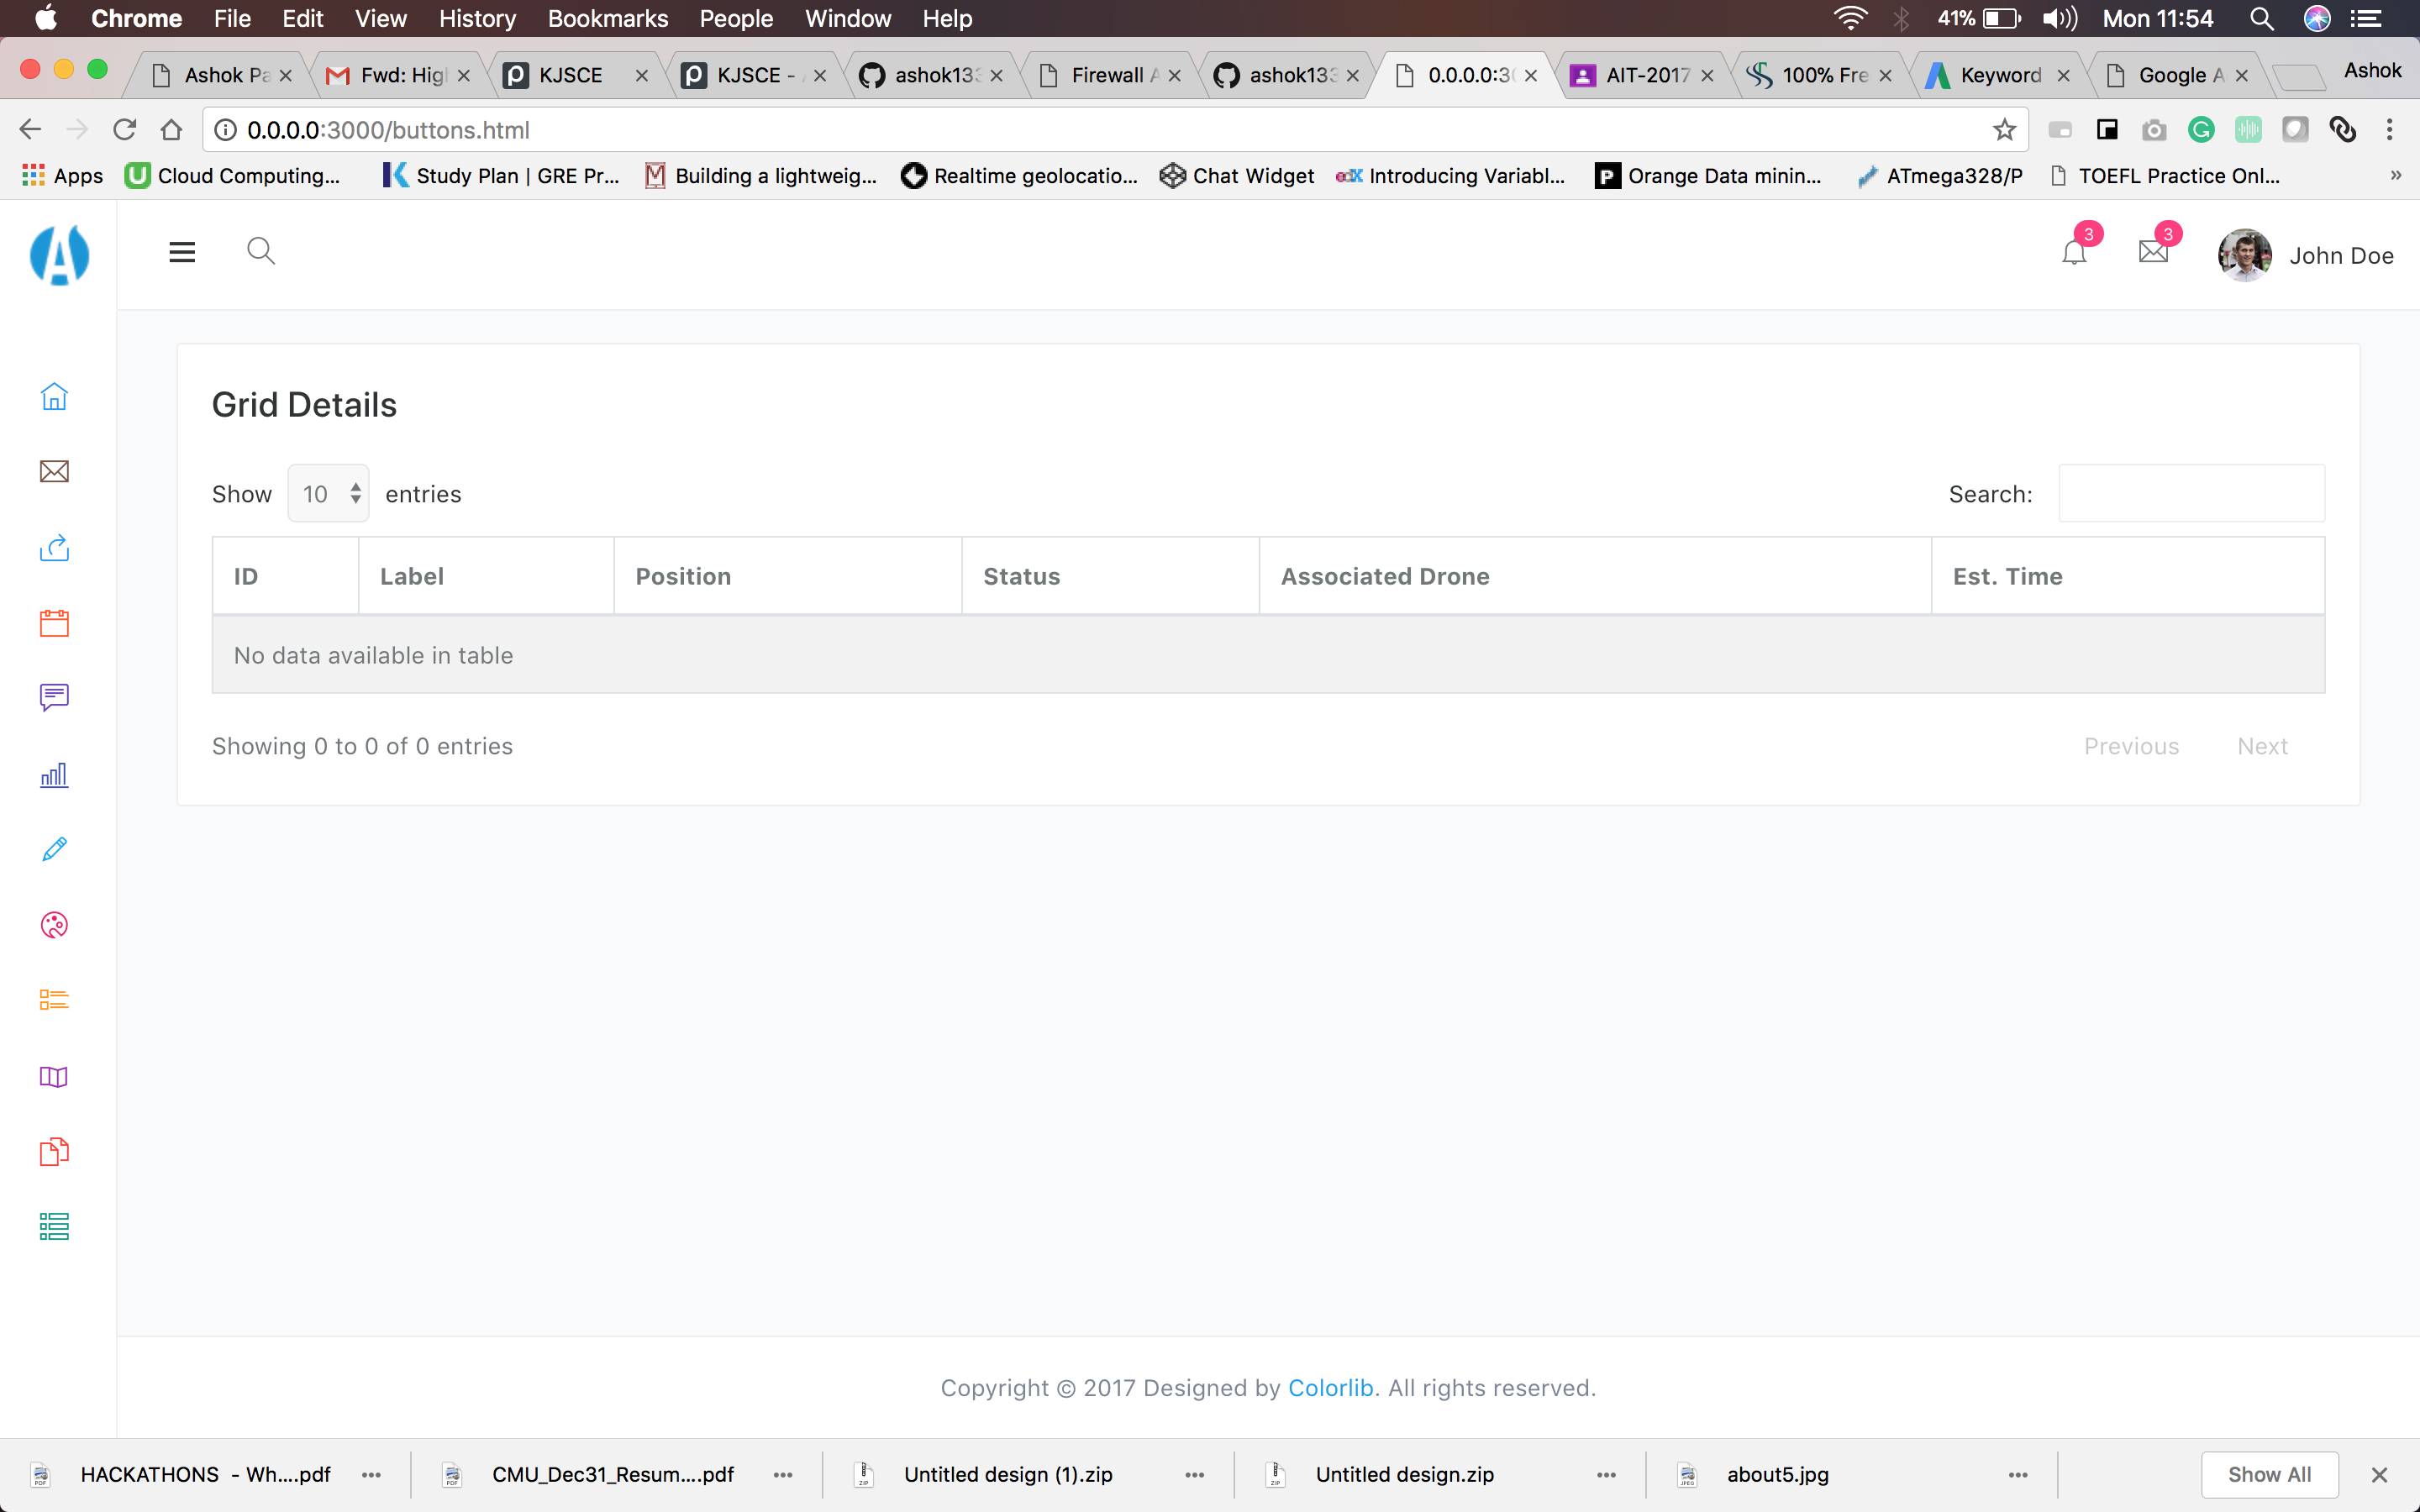 Chrome File Edit View History Bookmarks People Window Help 41% Mon 11:54
Ashok Pa Fwd: Hig KJSCE KJSCE - ashok133 Firewall A ashok133 0.0.0.0:30 AIT-2017 100% Fre Keyword Google A Ashok
0.0.0.0:3000/buttons.html
Apps Cloud Computing... Study Plan | GRE Pr... Building a lightweig... Realtime geolocatio... Chat Widget edX Introducing Variabl... Orange Data minin... ATmega328/P TOEFL Practice Onl... »
3 3 John Doe
Grid Details
Show 10 entries Search:
ID Label Position Status Associated Drone Est. Time
No data available in table
Showing 0 to 0 of 0 entries Previous Next
Copyright © 2017 Designed by Colorlib. All rights reserved.
HACKATHONS - Wh....pdf CMU_Dec31_Resum....pdf Untitled design (1).zip Untitled design.zip about5.jpg Show All